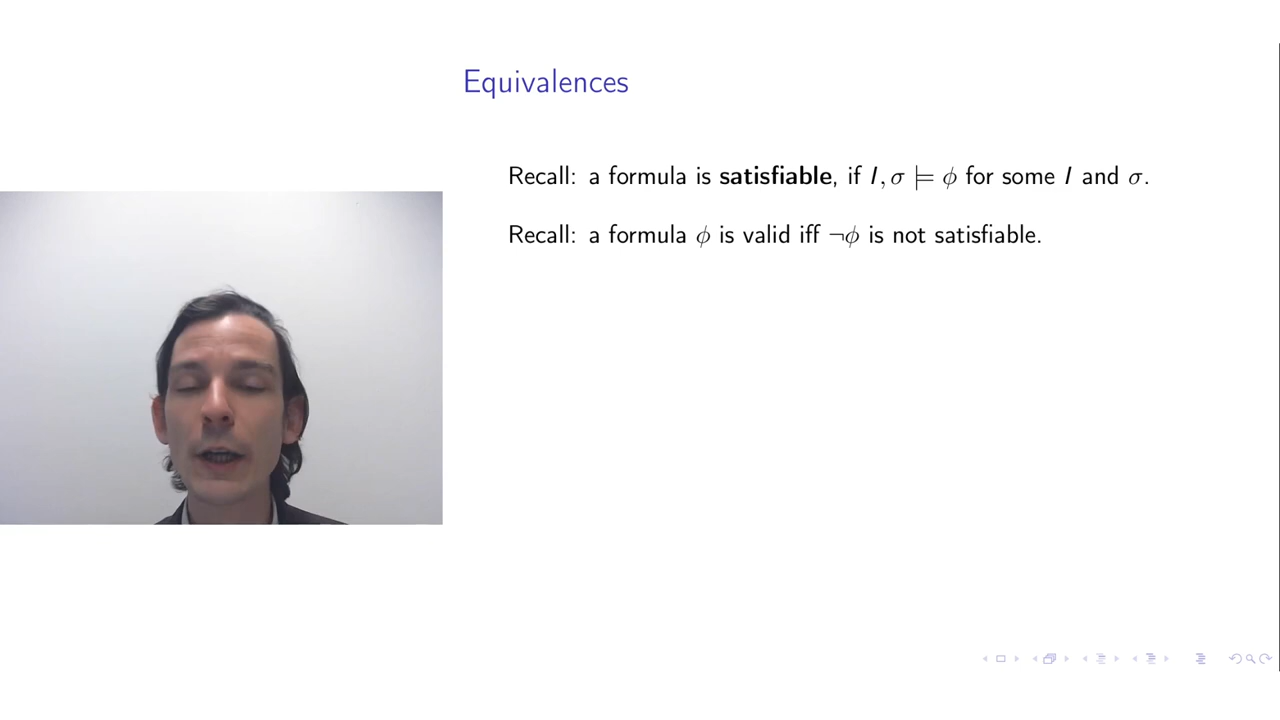 Equivalences
Recall: a formula is satisfiable, if I, σ ⊨ ϕ for some I and σ.
Recall: a formula ϕ is valid iff ¬ϕ is not satisfiable.